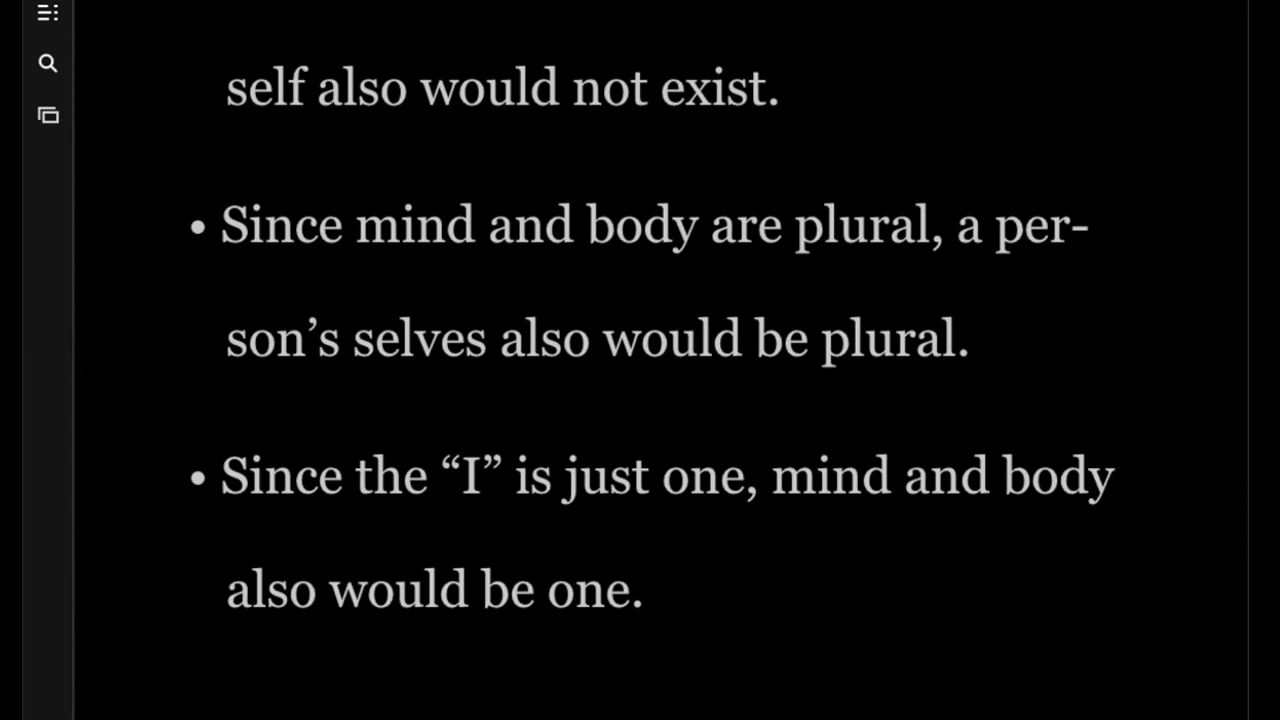 self also would not exist.
• Since mind and body are plural, a per-
son’s selves also would be plural.
• Since the “I” is just one, mind and body
also would be one.